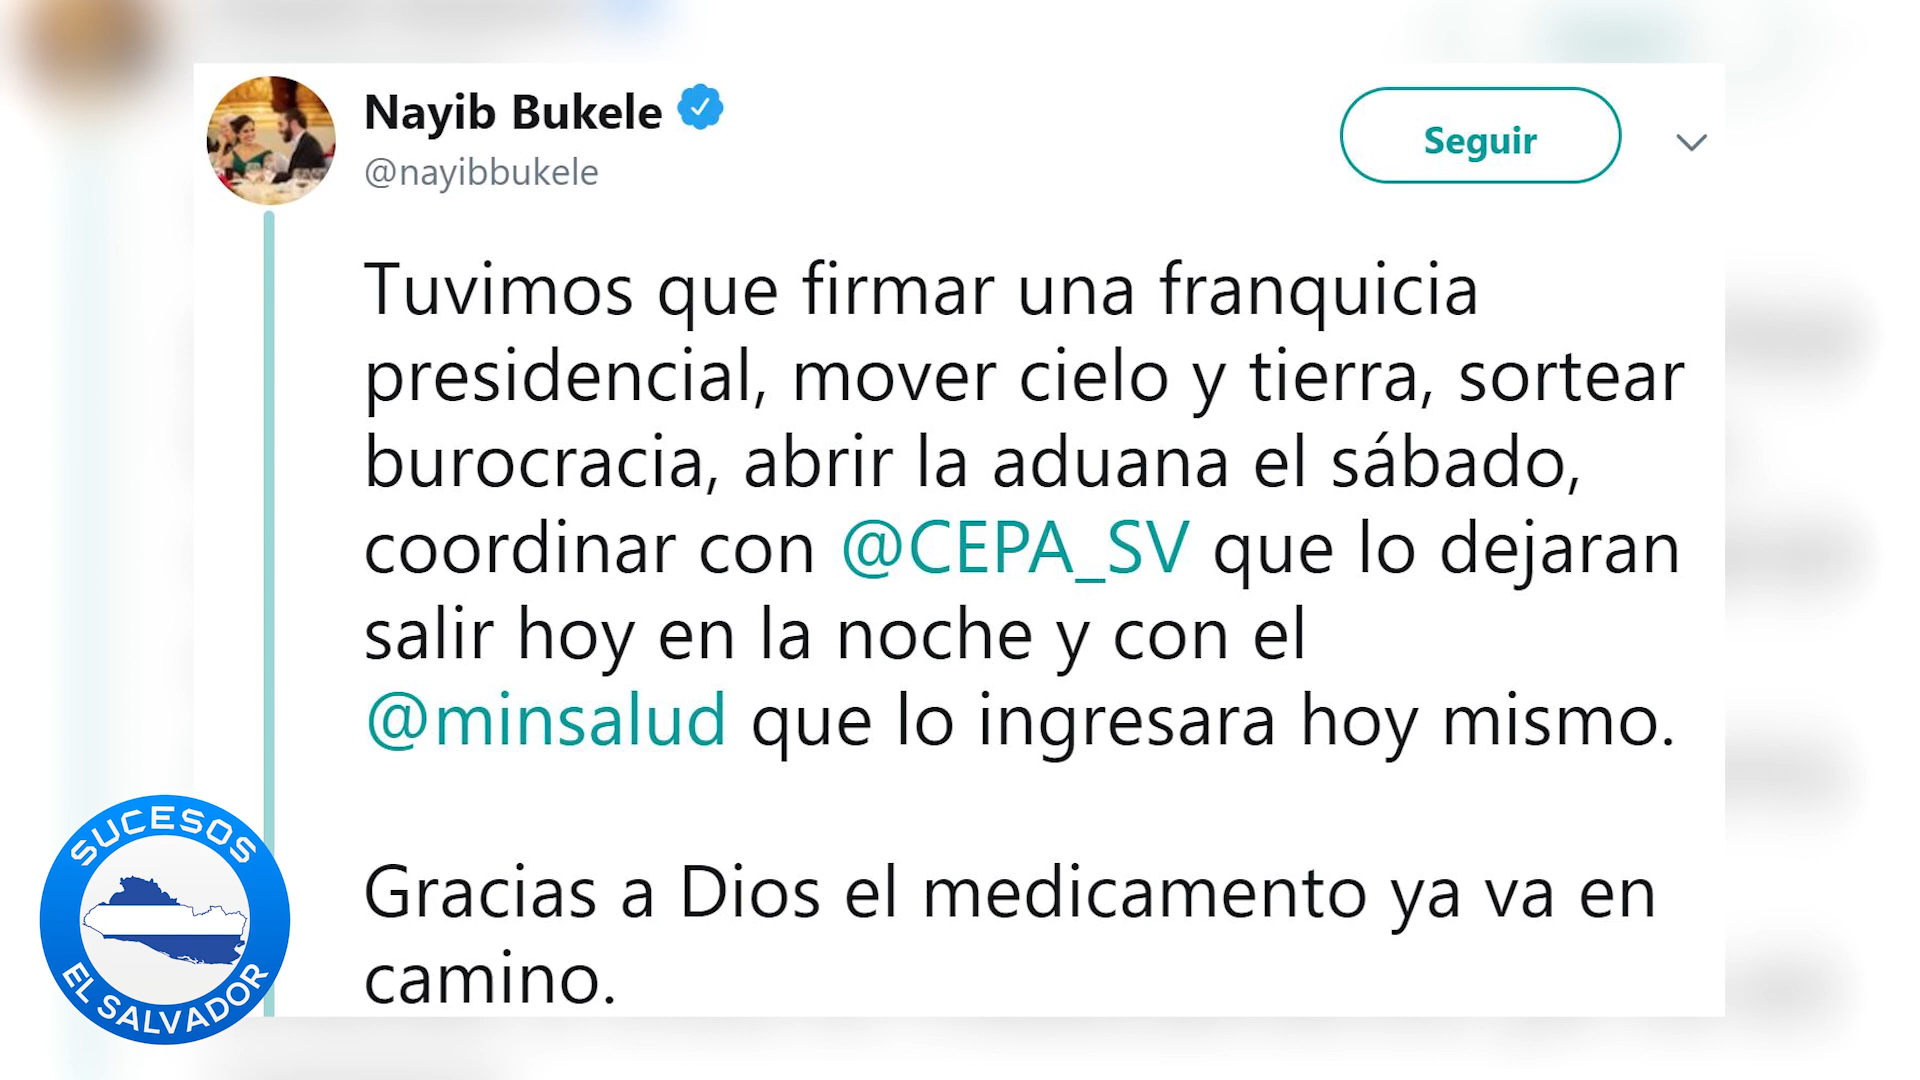 Nayib Bukele
@nayibbukele
Seguir
Tuvimos que firmar una franquicia
presidencial, mover cielo y tierra, sortear
burocracia, abrir la aduana el sábado,
coordinar con @CEPA_SV que lo dejaran
salir hoy en la noche y con el
@minsalud que lo ingresara hoy mismo.
Gracias a Dios el medicamento ya va en
camino.
SUCESOS
EL SALVADOR